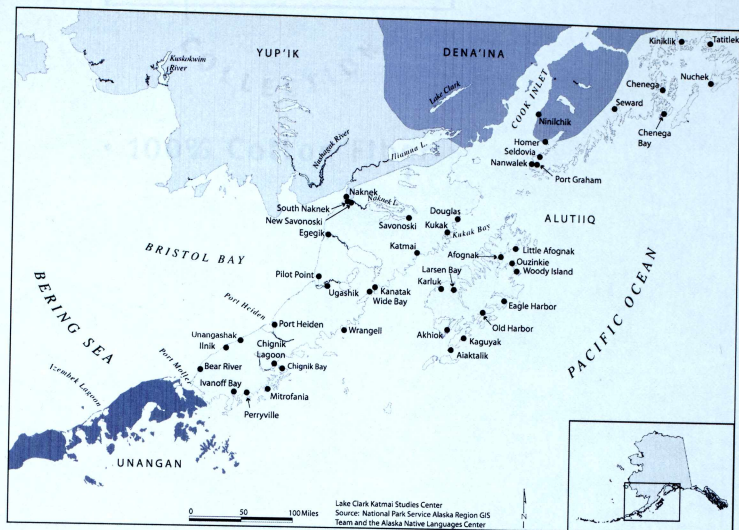 YUP'IK
DENA'INA
Kuskokwim
River
Lake Clark
COOK INLET
Kiniklik
Tatitlek
Nuchek
Chenega
Seward
Chenega
Bay
Ninilchik
Homer
Seldovia
Nanwalek
Port Graham
Nushagak River
Iliamna L.
Naknek
Naknek L.
South Naknek
New Savonoski
Egegik
Savonoski
Douglas
Kukak
Kukak Bay
Katmai
ALUTIIQ
BRISTOL BAY
Afognak
Little Afognak
Ouzinkie
Woody Island
Larsen Bay
Karluk
Pilot Point
Ugashik
Kanatak
Wide Bay
Eagle Harbor
Old Harbor
BERING SEA
PACIFIC OCEAN
Port Heiden
Port Heiden
Wrangell
Akhiok
Kaguyak
Aiaktalik
Unangashak
Ilnik
Chignik
Lagoon
Chignik Bay
Port Moller
Bear River
Izembek Lagoon
Ivanoff Bay
Mitrofania
Perryville
UNANGAN
0 50 100 Miles
Lake Clark Katmai Studies Center
Source: National Park Service Alaska Region GIS
Team and the Alaska Native Languages Center
N
100% Co